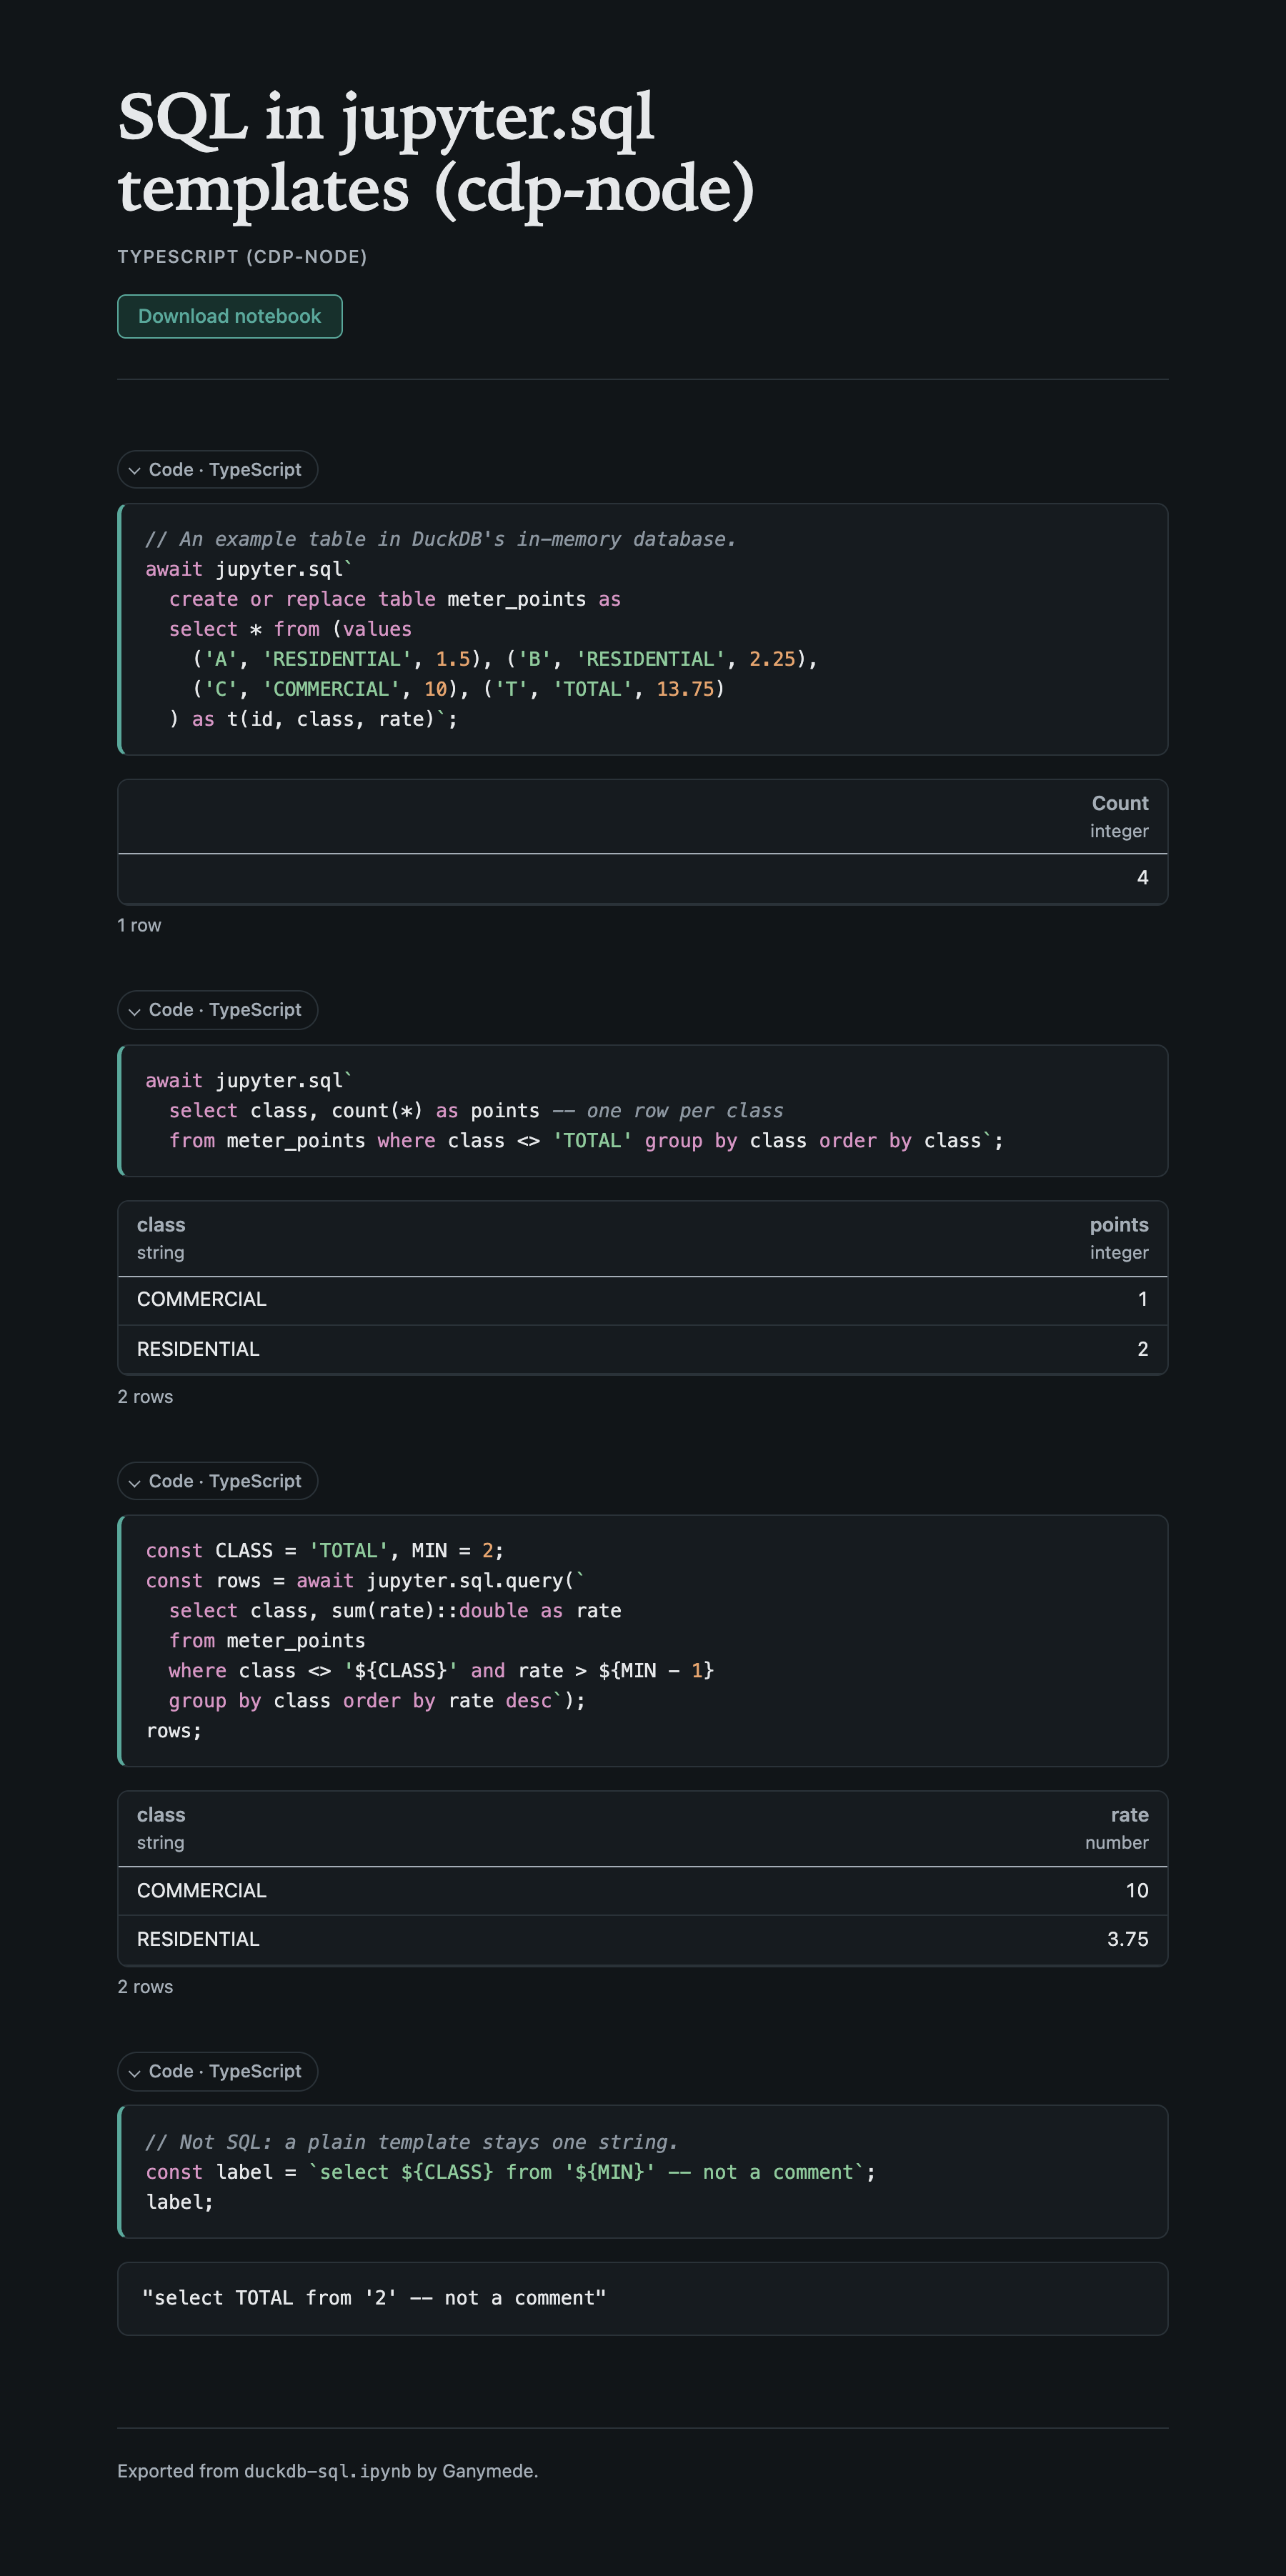 SQL in jupyter.sql
templates (cdp-node)
TYPESCRIPT (CDP-NODE)
Download notebook
Code · TypeScript
// An example table in DuckDB's in-memory database.
await jupyter.sql`
  create or replace table meter_points as
  select * from (values
    ('A', 'RESIDENTIAL', 1.5), ('B', 'RESIDENTIAL', 2.25),
    ('C', 'COMMERCIAL', 10), ('T', 'TOTAL', 13.75)
  ) as t(id, class, rate)`;
Count
integer
4
1 row
Code · TypeScript
await jupyter.sql`
  select class, count(*) as points -- one row per class
  from meter_points where class <> 'TOTAL' group by class order by class`;
class points
string integer
COMMERCIAL 1
RESIDENTIAL 2
2 rows
Code · TypeScript
const CLASS = 'TOTAL', MIN = 2;
const rows = await jupyter.sql.query(`
  select class, sum(rate)::double as rate
  from meter_points
  where class <> '${CLASS}' and rate > ${MIN - 1}
  group by class order by rate desc`);
rows;
class rate
string number
COMMERCIAL 10
RESIDENTIAL 3.75
2 rows
Code · TypeScript
// Not SQL: a plain template stays one string.
const label = `select ${CLASS} from '${MIN}' -- not a comment`;
label;
"select TOTAL from '2' -- not a comment"
Exported from duckdb-sql.ipynb by Ganymede.